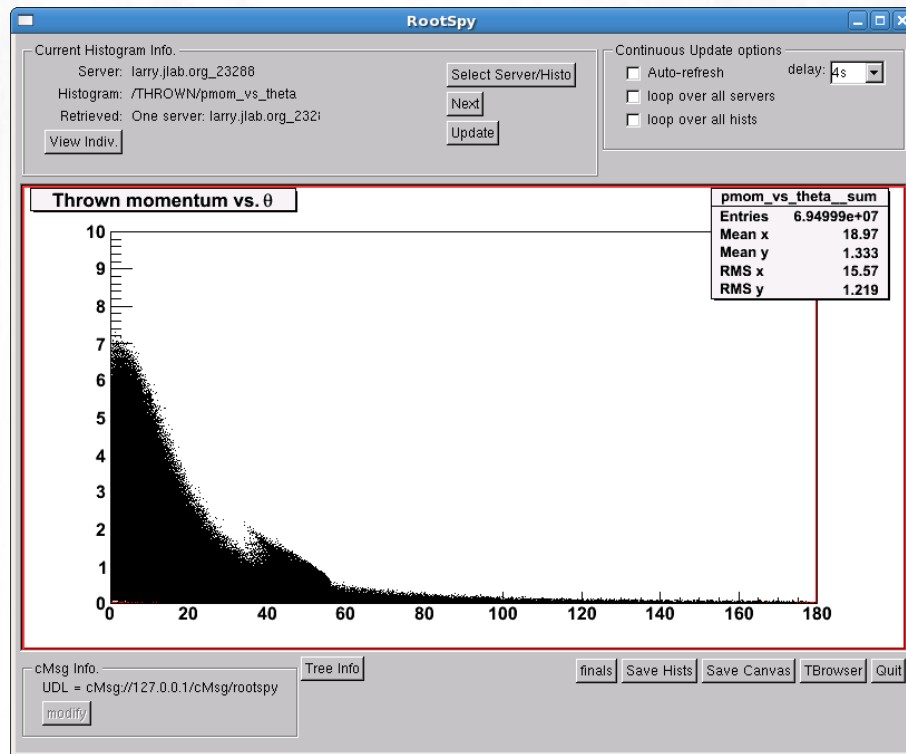 RootSpy
Current Histogram Info.
Server: larry.jlab.org_23288
Histogram: /THROWN/pmom_vs_theta
Retrieved: One server: larry.jlab.org_232
View Indiv.
Select Server/Histo
Next
Update
Continuous Update options
Auto-refresh
delay: 4s
loop over all servers
loop over all hists
Thrown momentum vs. θ
pmom_vs_theta__sum
Entries 6.94999e+07
Mean x 18.97
Mean y 1.333
RMS x 15.57
RMS y 1.219
10
9
8
7
6
5
4
3
2
1
0
0 20 40 60 80 100 120 140 160 180
cMsg Info.
UDL = cMsg://127.0.0.1/cMsg/rootspy
modify
Tree Info
finals
Save Hists
Save Canvas
TBrowser
Quit